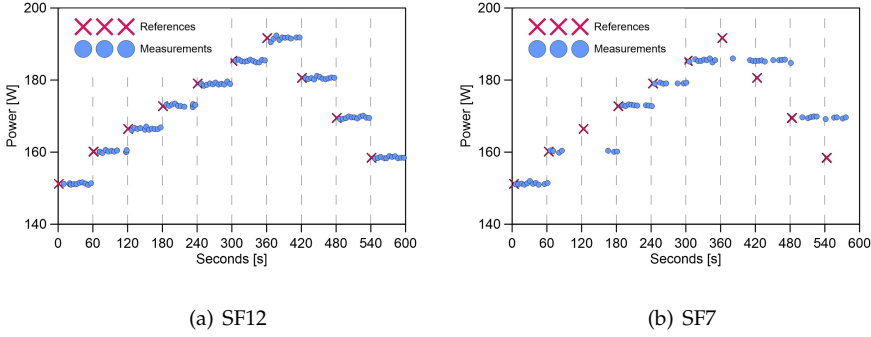 200
References
Measurements
180
Power [W]
160
140
0 60 120 180 240 300 360 420 480 540 600
Seconds [s]
(a) SF12
200
References
Measurements
180
Power [W]
160
140
0 60 120 180 240 300 360 420 480 540 600
Seconds [s]
(b) SF7